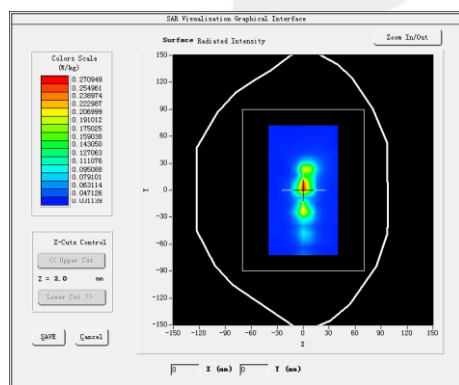 SAR Visualisation Graphical Interface
Surface Radiated Intensity
Zoom In/Out
Colors Scale
(W/kg)
0.270949
0.254961
0.238974
0.222987
0.206999
0.191012
0.175025
0.159038
0.143050
0.127063
0.111076
0.095088
0.079101
0.063114
0.047126
0.031139
Z-Cuts Control
<< Upper Cut
Z = 3.0 mm
Lower Cut >>
SAVE Cancel
150
120
90
60
30
0
-30
-60
-90
-120
-150
Y
-150 -120 -90 -60 -30 0 30 60 90 120 150
X
0 X (mm) 0 Y (mm)